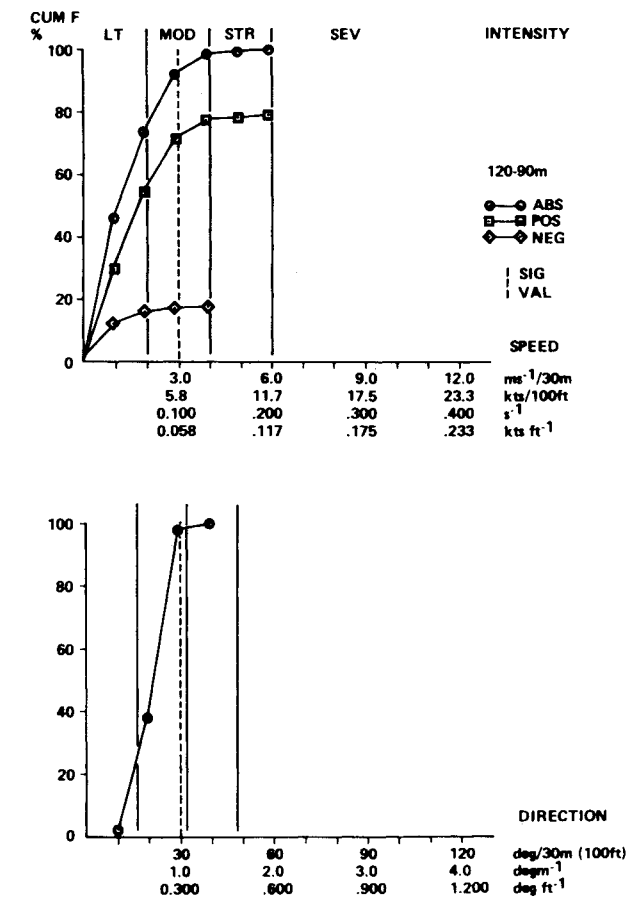 CUM F
%
LT MOD STR SEV INTENSITY
100
80
60
40
20
0
120-90m
ABS
POS
NEG
SIG
VAL
SPEED
3.0 6.0 9.0 12.0 ms-1/30m
5.8 11.7 17.5 23.3 kts/100ft
0.100 .200 .300 .400 s-1
0.058 .117 .175 .233 kts ft-1
100
80
60
40
20
0
DIRECTION
30 60 90 120 deg/30m (100ft)
1.0 2.0 3.0 4.0 degm-1
0.300 .600 .900 1.200 deg ft-1